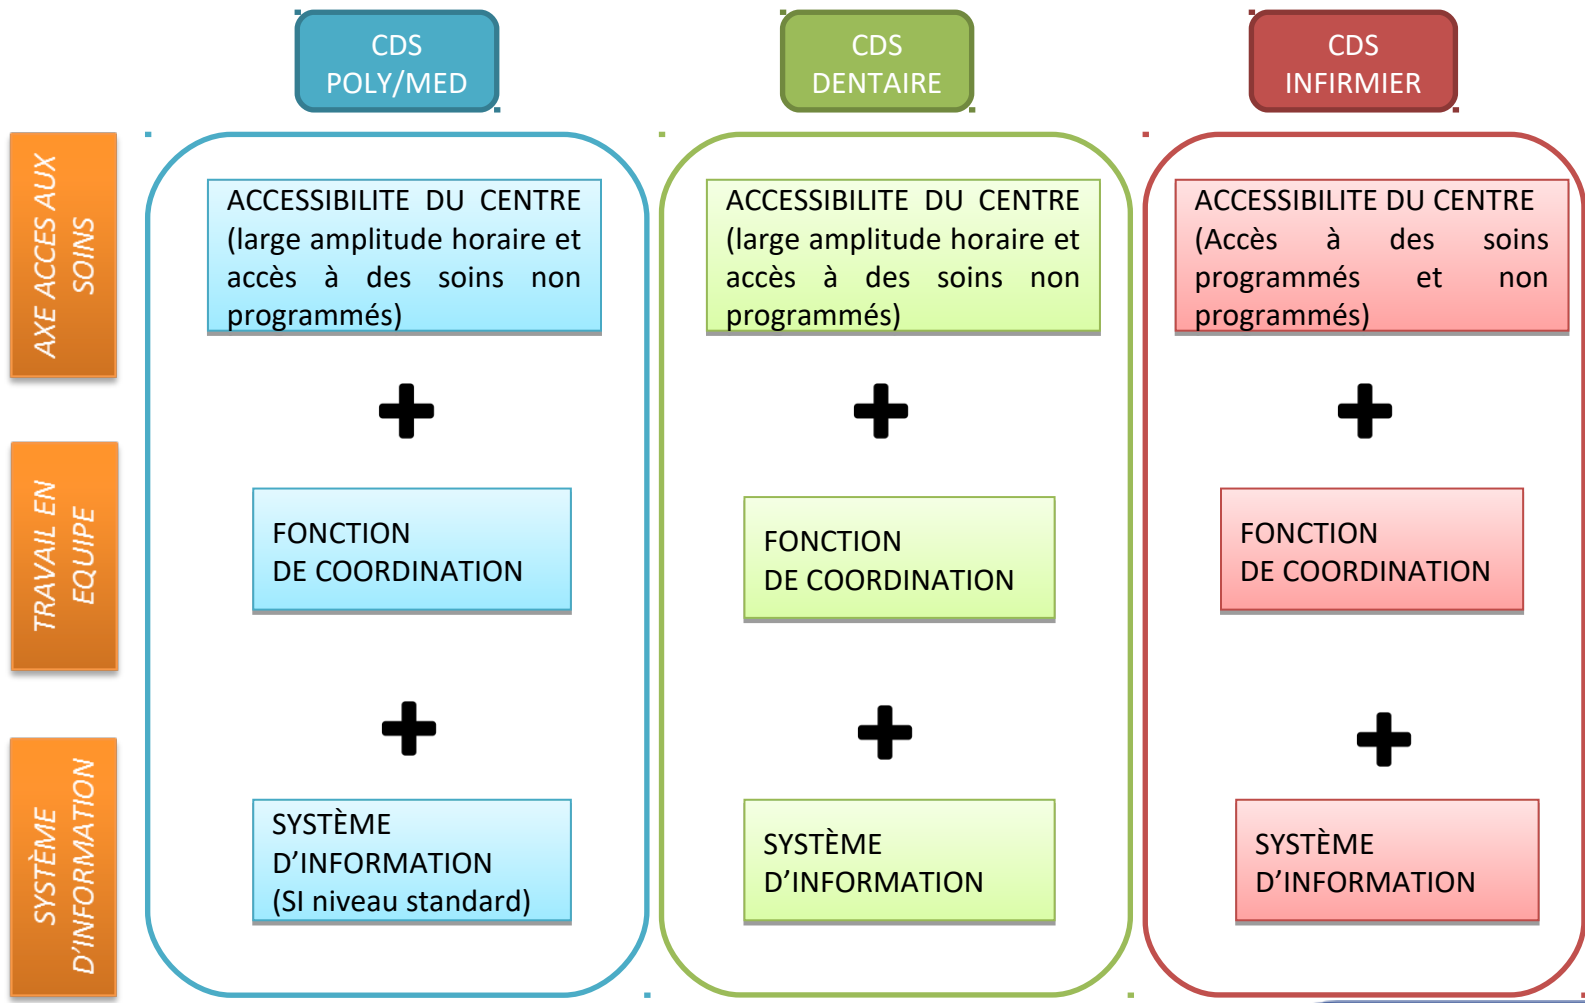 CDS
POLY/MED
CDS
DENTAIRE
CDS
INFIRMIER
AXE ACCES AUX
SOINS
ACCESSIBILITE DU CENTRE
(large amplitude horaire et
accès à des soins non
programmés)
ACCESSIBILITE DU CENTRE
(large amplitude horaire et
accès à des soins non
programmés)
ACCESSIBILITE DU CENTRE
(Accès à des soins
programmés et non
programmés)
TRAVAIL EN
EQUIPE
FONCTION
DE COORDINATION
FONCTION
DE COORDINATION
FONCTION
DE COORDINATION
SYSTÈME
D'INFORMATION
SYSTÈME
D’INFORMATION
(SI niveau standard)
SYSTÈME
D’INFORMATION
SYSTÈME
D’INFORMATION